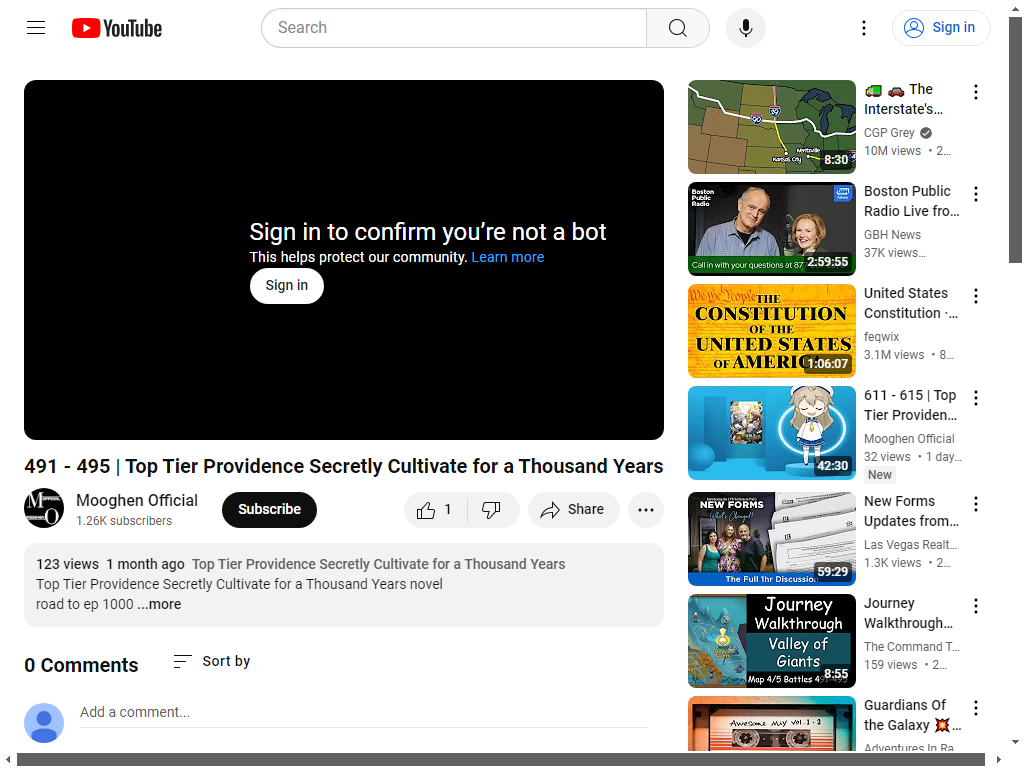 YouTube
Search
Sign in
Sign in to confirm you’re not a bot
This helps protect our community. Learn more
Sign in
491 - 495 | Top Tier Providence Secretly Cultivate for a Thousand Years
Mooghen Official
1.26K subscribers
Subscribe
1
Share
123 views 1 month ago Top Tier Providence Secretly Cultivate for a Thousand Years
Top Tier Providence Secretly Cultivate for a Thousand Years novel
road to ep 1000 ...more
0 Comments
Sort by
Add a comment...
90
Kansas City
8:30
The
Interstate's...
CGP Grey
10M views • 2...
Boston
Public
Radio
GBH
News
Call in with your questions at 87
2:59:55
Boston Public
Radio Live fro...
GBH News
37K views...
We the People THE
CONSTITUTION
OF THE
UNITED STATES
OF AMERICA
1:06:07
United States
Constitution ·...
feqwix
3.1M views • 8...
42:30
611 - 615 | Top
Tier Providen...
Mooghen Official
32 views • 1 day...
New
NEW FORMS
What's Changed!
The Full 1hr Discussion
59:29
New Forms
Updates from...
Las Vegas Realt...
1.3K views • 2...
Journey
Walkthrough
Valley of
Giants
Map 4/5 Battles 491-495
8:55
Journey
Walkthrough...
The Command T...
159 views • 2...
Awesome Mix Vol. 1 - 2
Guardians Of
the Galaxy 💥...
Adventures In Ra